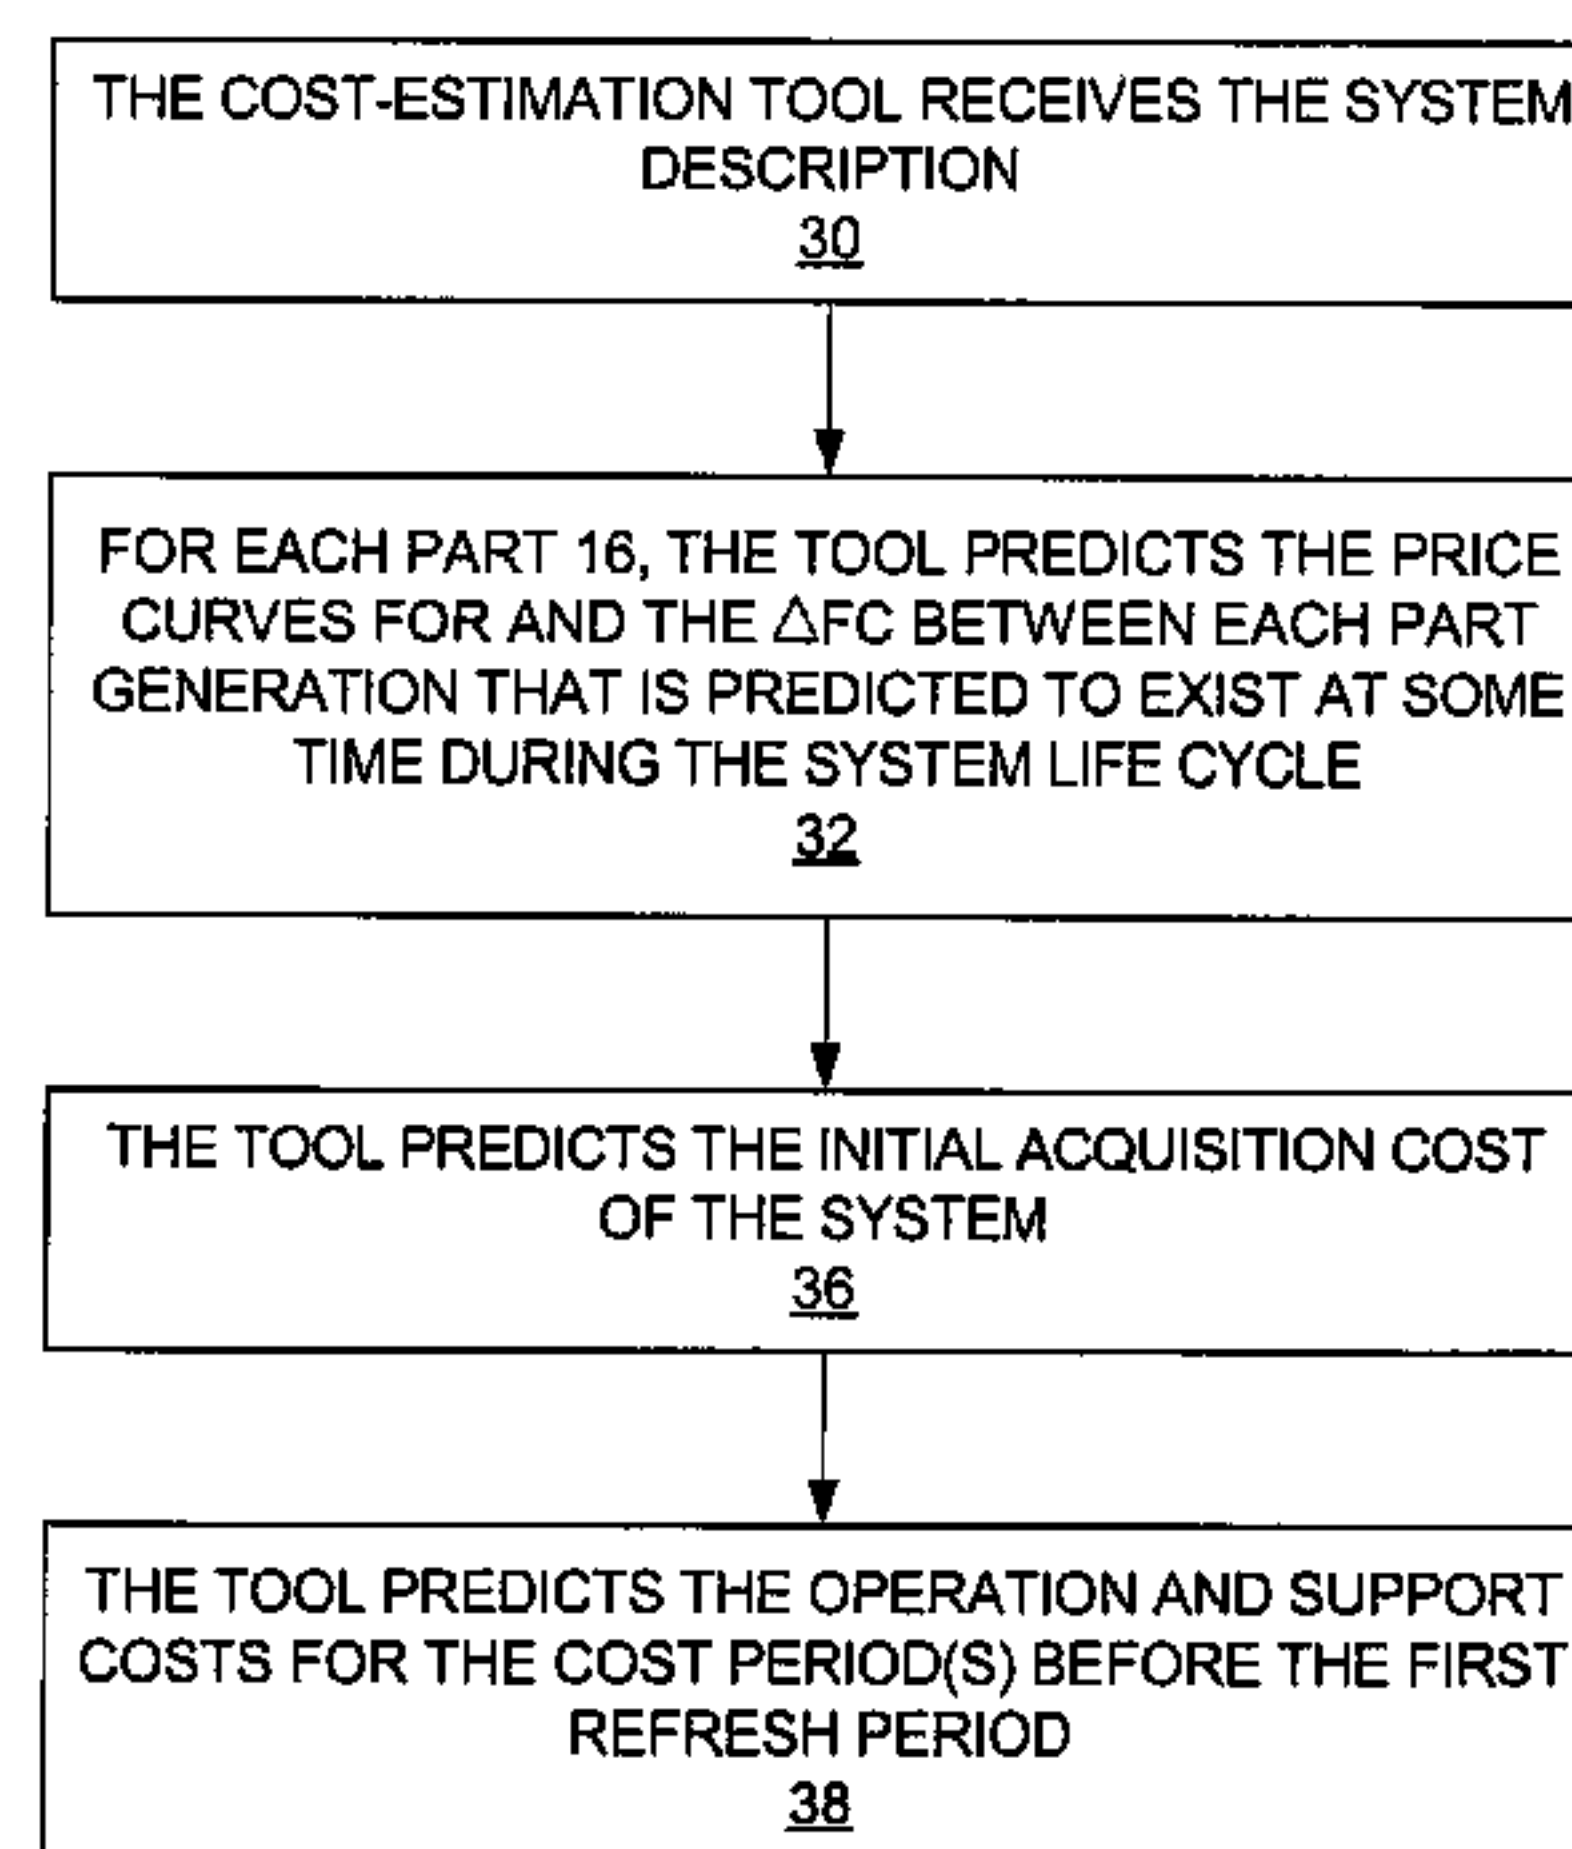 THE COST-ESTIMATION TOOL RECEIVES THE SYSTEM
DESCRIPTION
30
FOR EACH PART 16, THE TOOL PREDICTS THE PRICE
CURVES FOR AND THE ΔFC BETWEEN EACH PART
GENERATION THAT IS PREDICTED TO EXIST AT SOME
TIME DURING THE SYSTEM LIFE CYCLE
32
THE TOOL PREDICTS THE INITIAL ACQUISITION COST
OF THE SYSTEM
36
THE TOOL PREDICTS THE OPERATION AND SUPPORT
COSTS FOR THE COST PERIOD(S) BEFORE THE FIRST
REFRESH PERIOD
38